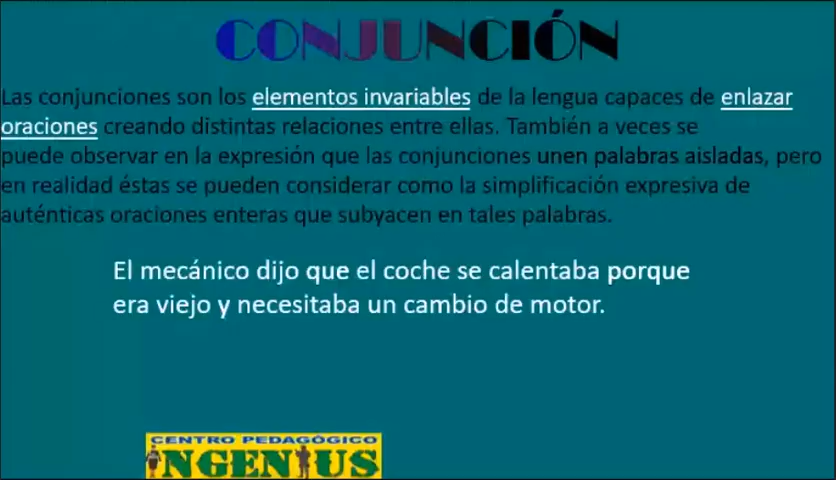 CONJUNCIÓN
Las conjunciones son los elementos invariables de la lengua capaces de enlazar
oraciones creando distintas relaciones entre ellas. También a veces se
puede observar en la expresión que las conjunciones unen palabras aisladas, pero
en realidad éstas se pueden considerar como la simplificación expresiva de
auténticas oraciones enteras que subyacen en tales palabras.
El mecánico dijo que el coche se calentaba porque
era viejo y necesitaba un cambio de motor.
CENTRO PEDAGÓGICO
INGENIUS